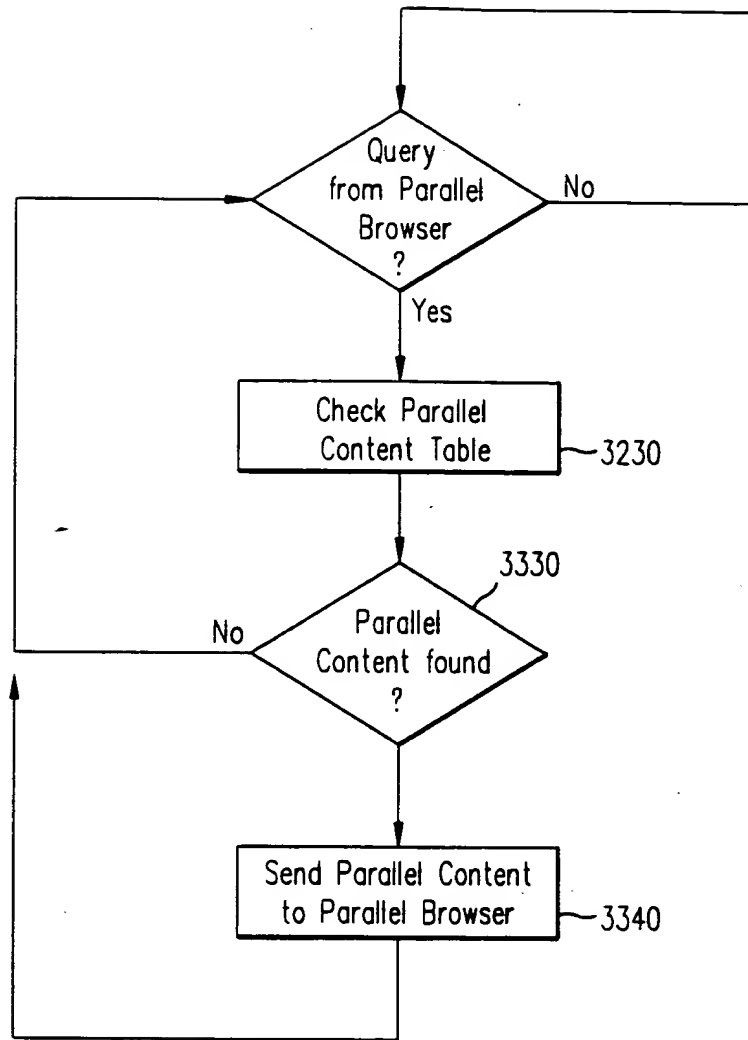 Query
from Parallel
Browser
?
No
Yes
Check Parallel
Content Table
3230
3330
No
Parallel
Content found
?
Send Parallel Content
to Parallel Browser
3340